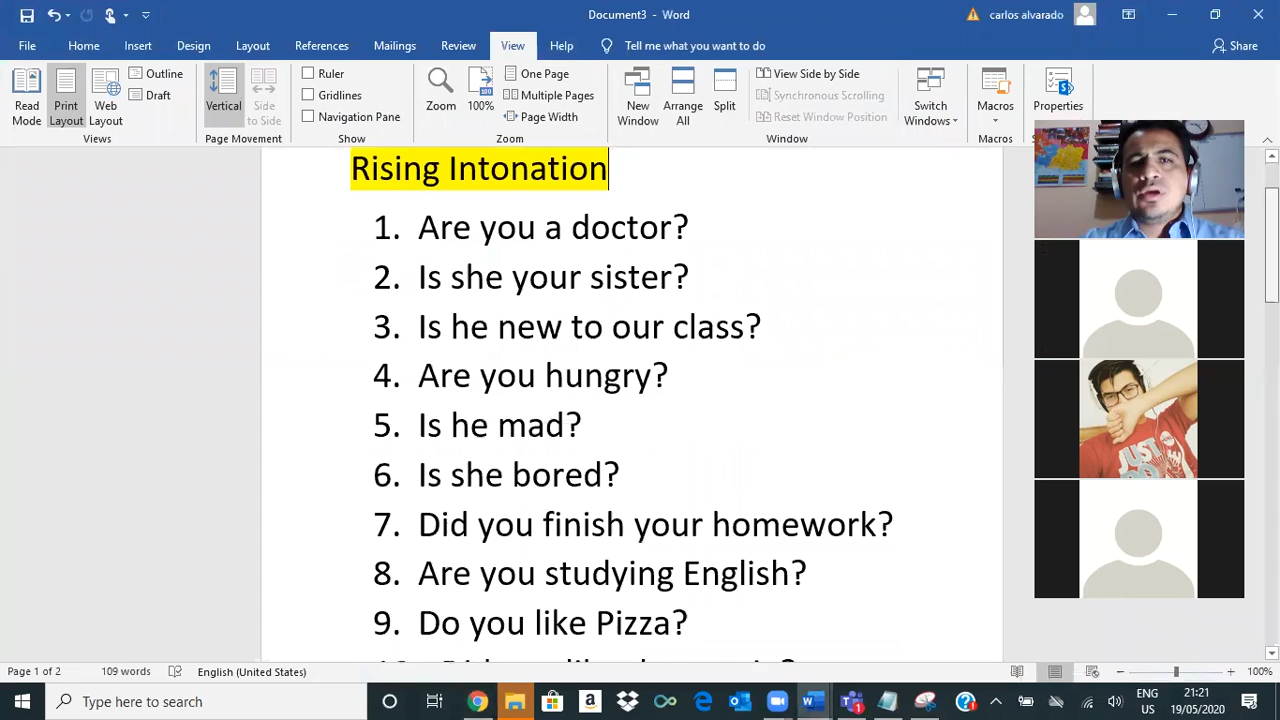 Document3 - Word
carlos alvarado
File Home Insert Design Layout References Mailings Review View Help Tell me what you want to do Share
Read Mode
Print Layout
Web Layout
Outline
Draft
Views
Vertical
Side to Side
Page Movement
Ruler
Gridlines
Navigation Pane
Show
Zoom
100%
One Page
Multiple Pages
Page Width
Zoom
New Window
Arrange All
Split
View Side by Side
Synchronous Scrolling
Reset Window Position
Window
Switch Windows
Macros
Macros
Properties
SharePoint
Rising Intonation
1. Are you a doctor?
2. Is she your sister?
3. Is he new to our class?
4. Are you hungry?
5. Is he mad?
6. Is she bored?
7. Did you finish your homework?
8. Are you studying English?
9. Do you like Pizza?
JUST DO
Page 1 of 2 109 words English (United States) 100%
Type here to search
ENG 21:21
US 19/05/2020